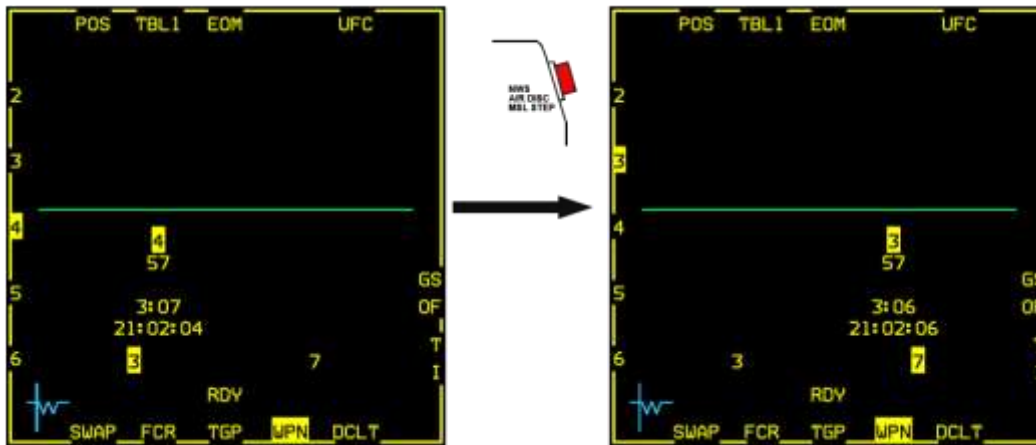 POS TBL1 EOM UFC
2
3
4
4
57
GS
5
3:07
OF
21:02:04
T
6
3
7
I
RDY
SWAP FCR TGP WPN DCLT
NWS
AIR DISC
MSL STEP
POS TBL1 EOM UFC
2
3
4
3
57
5
3:06
21:02:06
6
3
7
I
RDY
SWAP FCR TGP WPN DCLT